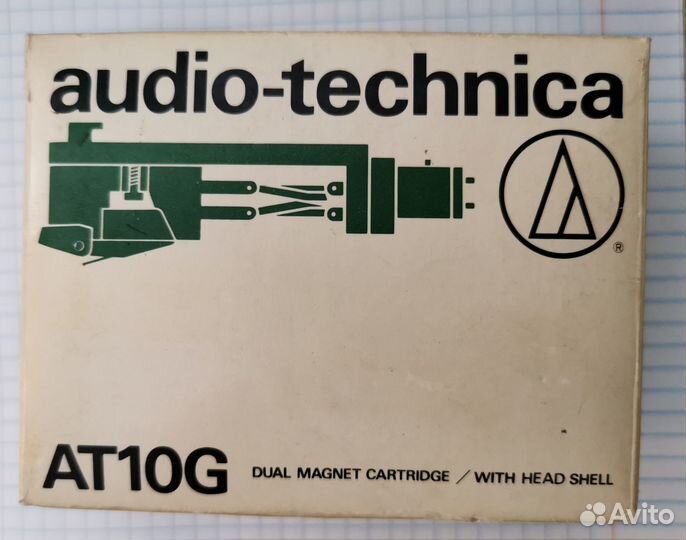 audio-technica
®
AT10G DUAL MAGNET CARTRIDGE / WITH HEAD SHELL
Avito